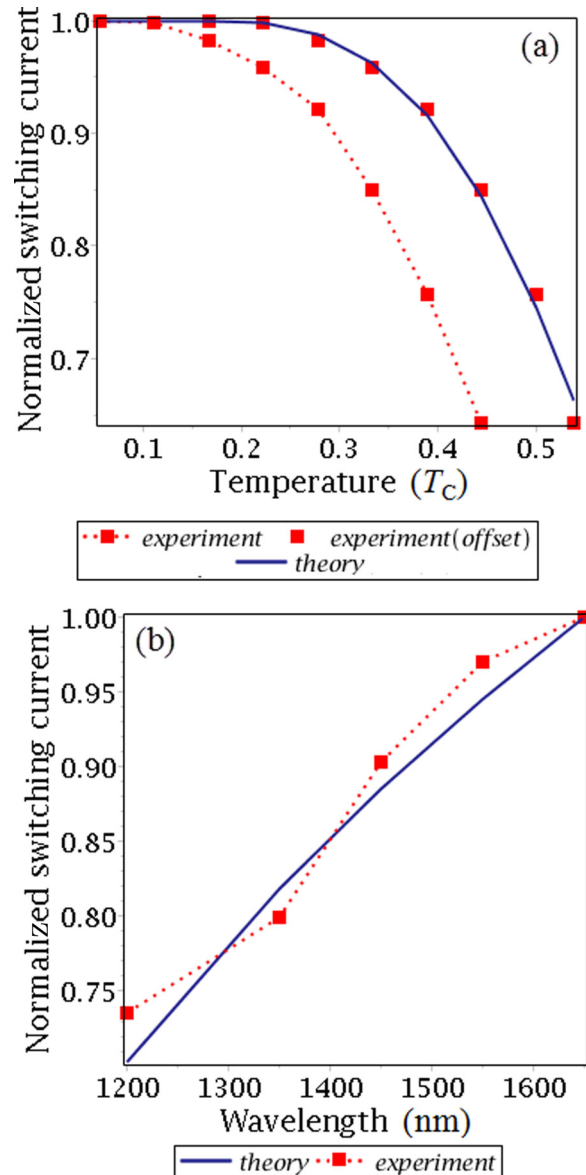 1.0
(a)
0.9
0.8
0.7
Normalized switching current
0.1 0.2 0.3 0.4 0.5
Temperature (T_C)
experiment experiment(offset)
theory
1.00
(b)
0.95
0.90
0.85
0.80
0.75
Normalized switching current
1200 1300 1400 1500 1600
Wavelength (nm)
theory experiment